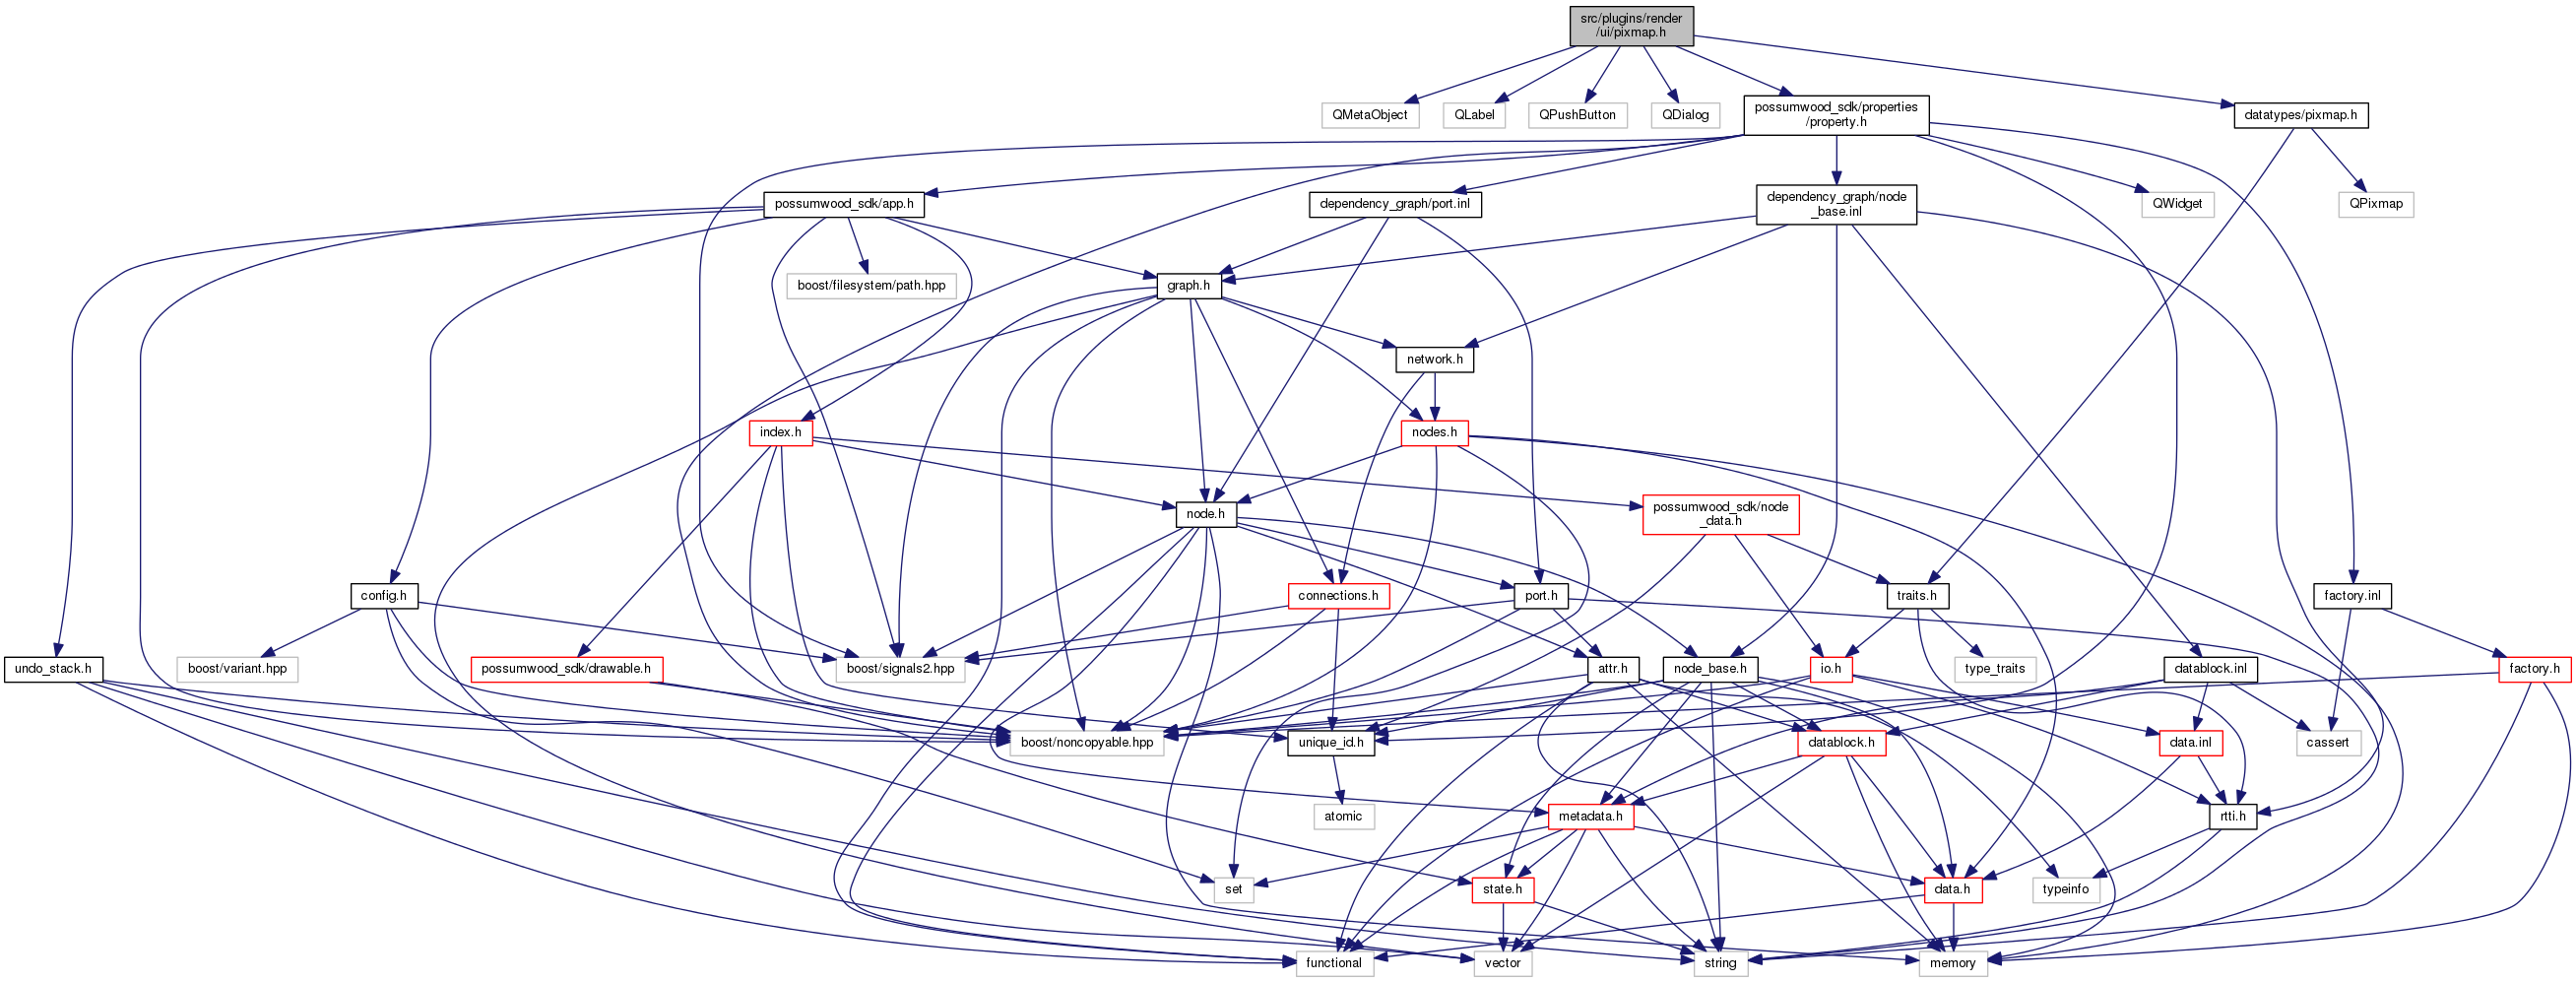 src/plugins/render
/ui/pixmap.h
QMetaObject
QLabel
QPushButton
QDialog
possumwood_sdk/properties
/property.h
datatypes/pixmap.h
possumwood_sdk/app.h
dependency_graph/port.inl
dependency_graph/node
_base.inl
QWidget
QPixmap
boost/filesystem/path.hpp
graph.h
network.h
index.h
nodes.h
possumwood_sdk/node
_data.h
node.h
config.h
connections.h
port.h
traits.h
factory.inl
undo_stack.h
boost/variant.hpp
possumwood_sdk/drawable.h
boost/signals2.hpp
attr.h
node_base.h
io.h
type_traits
datablock.inl
factory.h
boost/noncopyable.hpp
unique_id.h
datablock.h
data.inl
cassert
atomic
metadata.h
rtti.h
set
state.h
data.h
typeinfo
functional
vector
string
memory